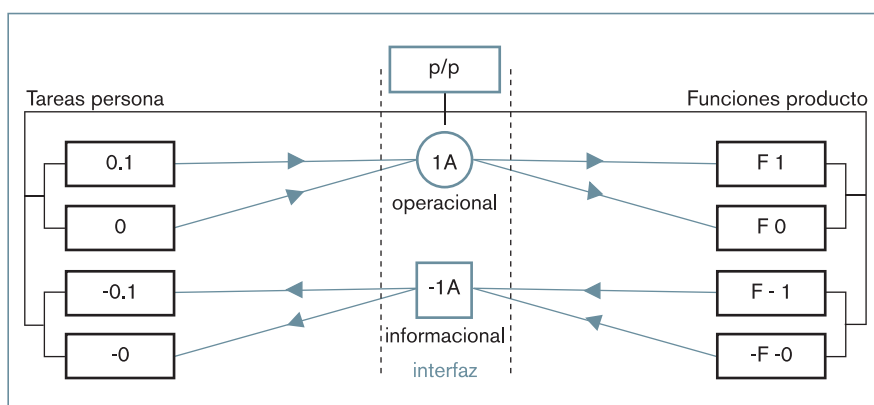 p/p
Tareas persona
Funciones producto
0.1
1A
F 1
operacional
0
F 0
-0.1
-1A
F - 1
informacional
-0
-F -0
interfaz